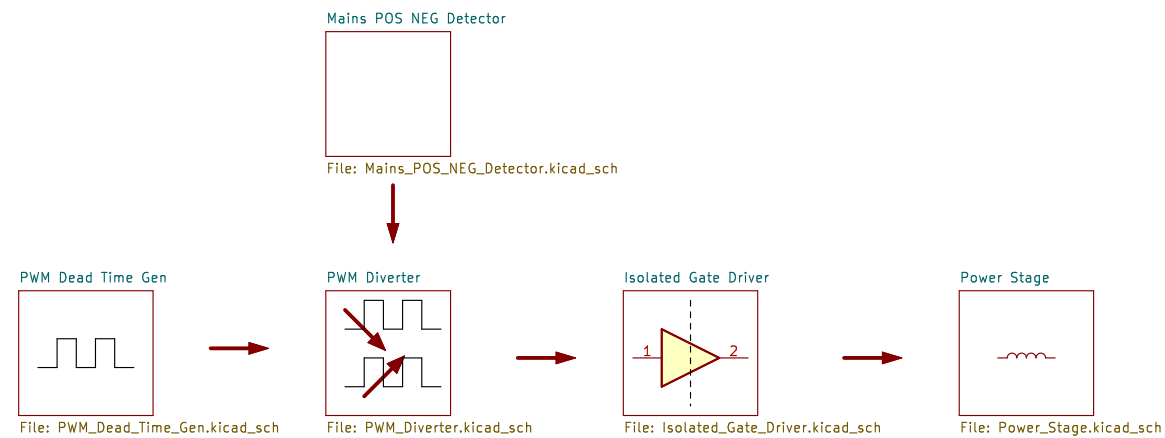 Mains POS NEG Detector
File: Mains_POS_NEG_Detector.kicad_sch
PWM Dead Time Gen
PWM Diverter
Isolated Gate Driver
Power Stage
1
2
File: PWM_Dead_Time_Gen.kicad_sch
File: PWM_Diverter.kicad_sch
File: Isolated_Gate_Driver.kicad_sch
File: Power_Stage.kicad_sch